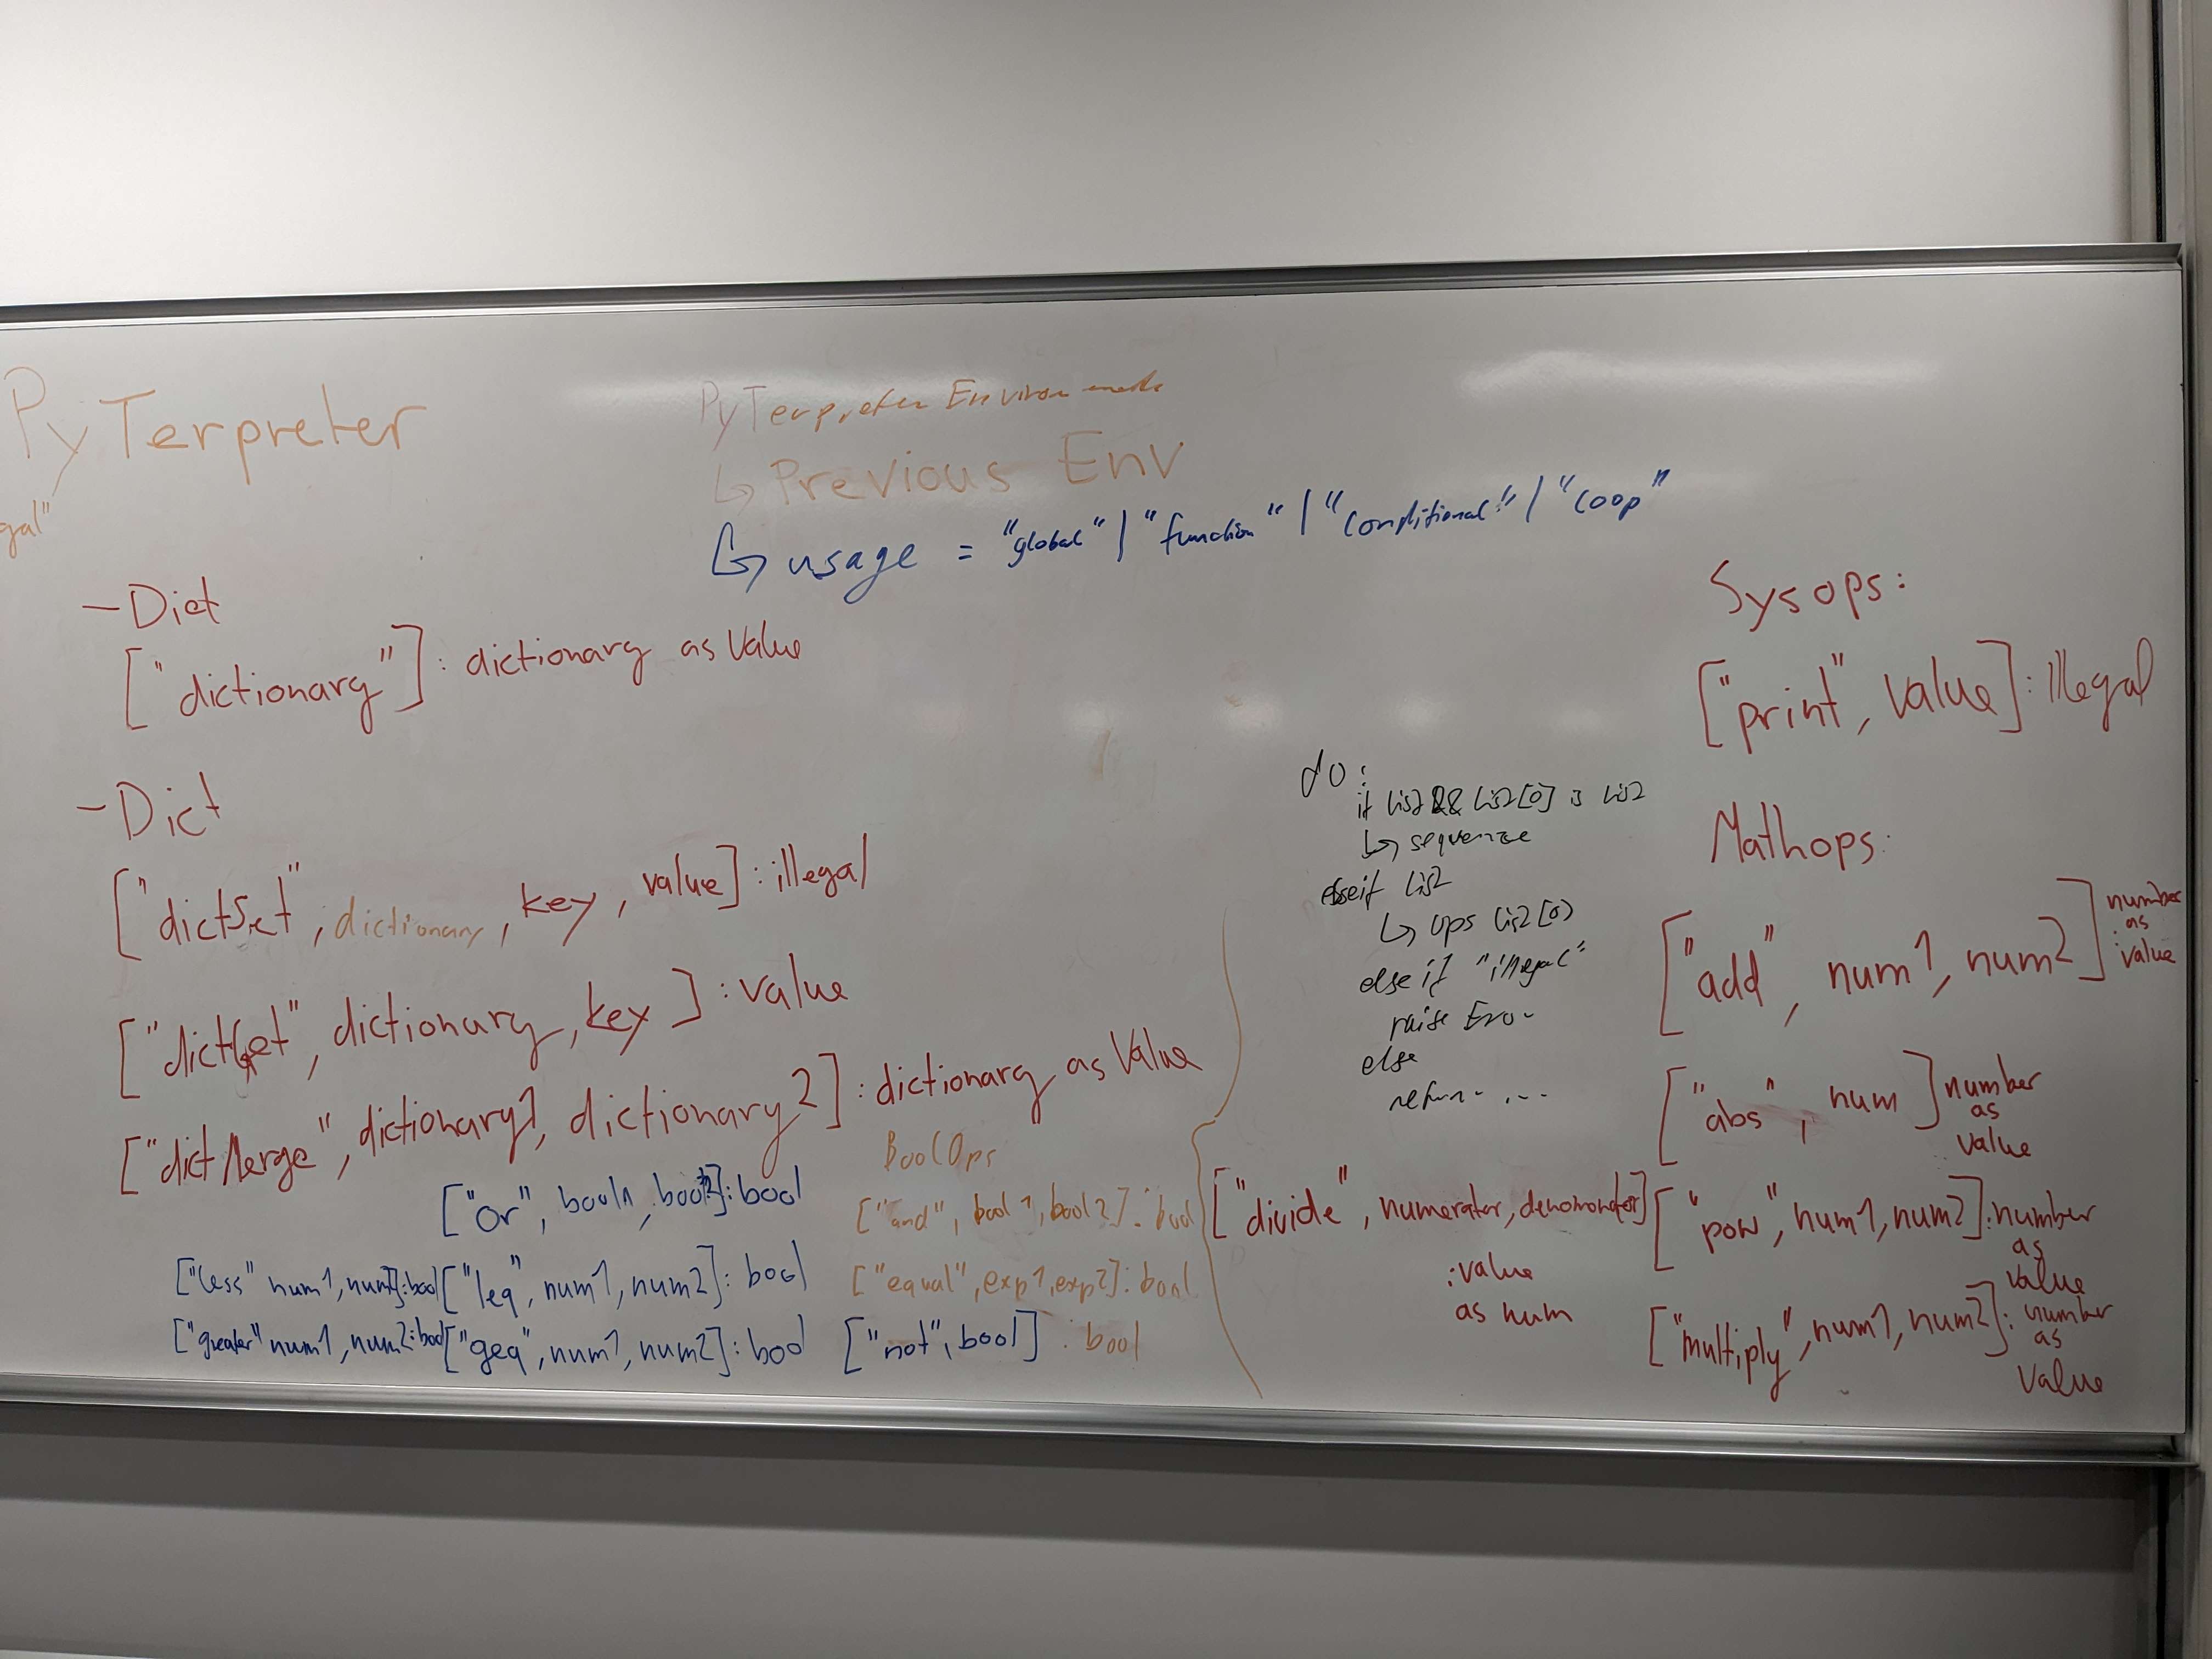 PyTerpreter
gal"
- Dict
["dictionary"]: dictionary as Value
- Dict
["dictSet", dictionary, key, value]: illegal
["dictGet", dictionary, key]: value
["dictMerge", dictionary1, dictionary2]: dictionary as Value
["or", bool1, bool2]: bool
["less" num1, num2]: bool ["leq", num1, num2]: bool
["greater" num1, num2: bool ["geq", num1, num2]: bool
PyTerpreter Environment
↳ Previous Env
↳ usage = "global" | "function" | "conditional" | "loop"
BoolOps
["and", bool1, bool2]: bool
["equal", exp1, exp2]: bool
["not", bool] : bool
do:
if list && list[0] is list
↳ sequence
elseif list
↳ ops list[0]
else if "illegal"
raise Error
else
return ...
["divide", numerator, denomonator]
: value
as num
Sysops:
["print", value]: illegal
Mathops:
["add", num1, num2] : number as value
["abs", num] number as value
["pow", num1, num2]: number as value
["multiply", num1, num2]: number as value